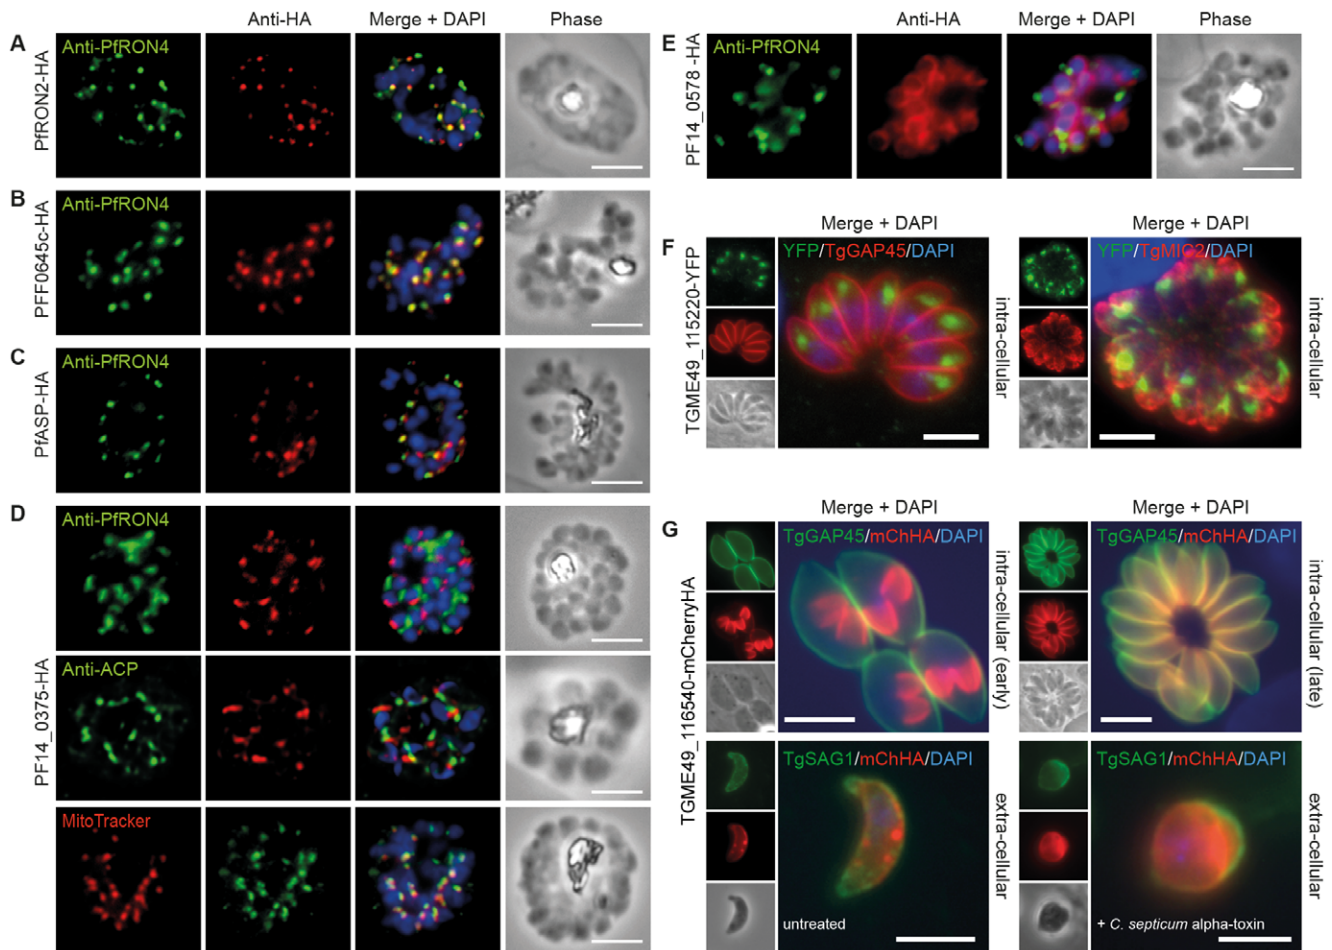 Anti-HA Merge + DAPI Phase
A
PfRON2-HA
Anti-PfRON4
B
PFF0645c-HA
Anti-PfRON4
C
PfASP-HA
Anti-PfRON4
D
PF14_0375-HA
Anti-PfRON4
Anti-ACP
MitoTracker
Anti-HA Merge + DAPI Phase
E
PF14_0578 -HA
Anti-PfRON4
F
TGME49_115220-YFP
Merge + DAPI
YFP/TgGAP45/DAPI
intra-cellular
Merge + DAPI
YFP/TgMIC2/DAPI
intra-cellular
G
TGME49_116540-mCherryHA
Merge + DAPI
TgGAP45/mChHA/DAPI
intra-cellular (early)
Merge + DAPI
TgGAP45/mChHA/DAPI
intra-cellular (late)
TgSAG1/mChHA/DAPI
untreated
extra-cellular
TgSAG1/mChHA/DAPI
+ C. septicum alpha-toxin
extra-cellular